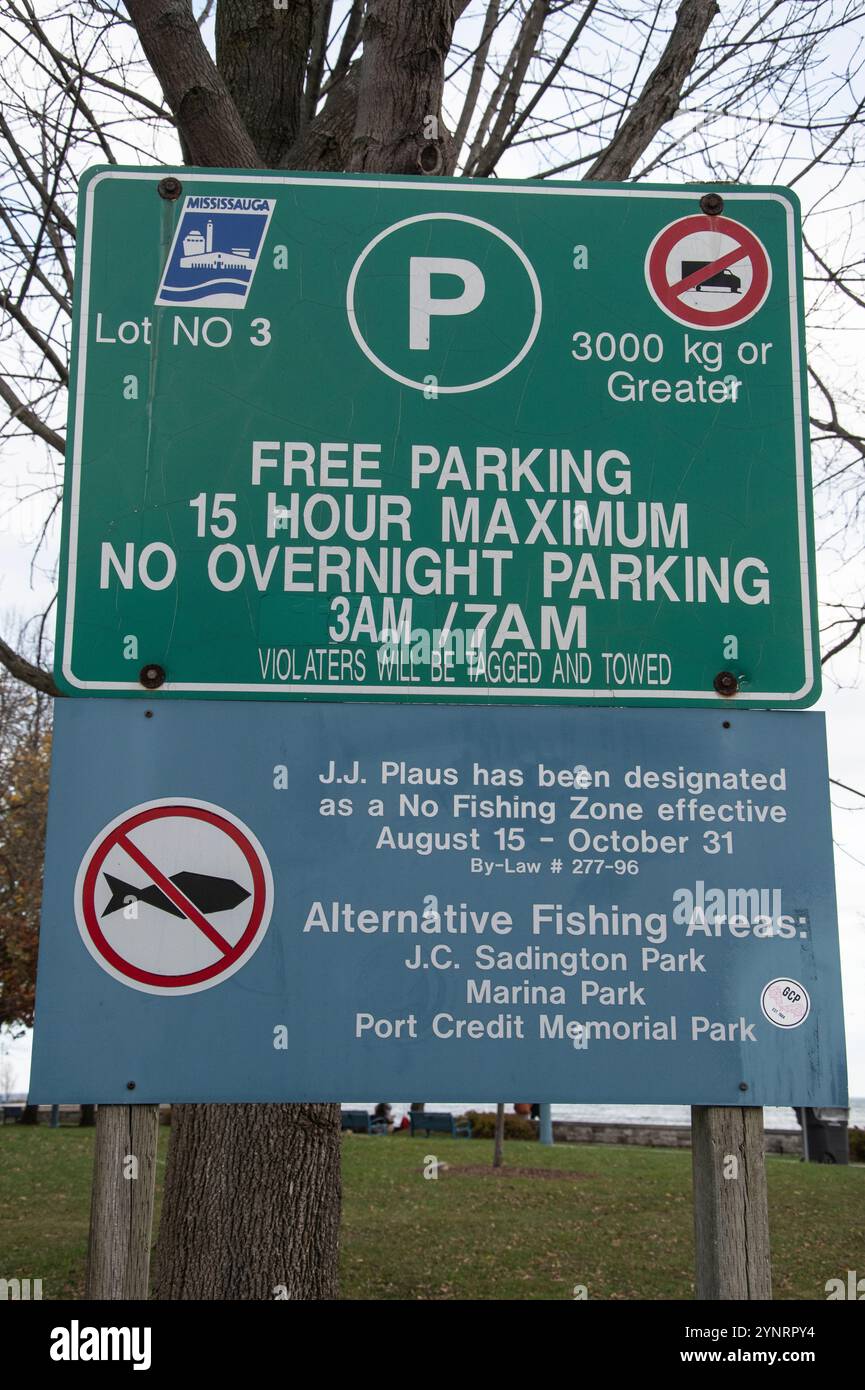 MISSISSAUGA
P
Lot NO 3
3000 kg or
Greater
FREE PARKING
15 HOUR MAXIMUM
NO OVERNIGHT PARKING
3AM / 7AM
VIOLATERS WILL BE TAGGED AND TOWED
J.J. Plaus has been designated
as a No Fishing Zone effective
August 15 - October 31
By-Law # 277-96
Alternative Fishing Areas:
J.C. Sadington Park
Marina Park
Port Credit Memorial Park
GCP
a
alamy
Image ID: 2YNRPY4
www.alamy.com